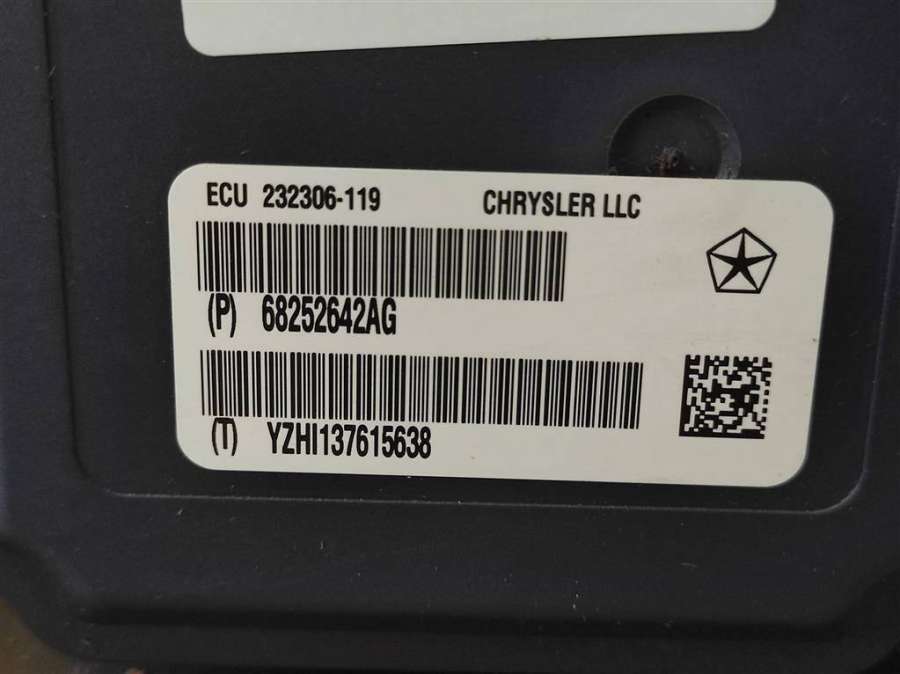 ECU 232306-119 CHRYSLER LLC
(P) 68252642AG
(T) YZHI137615638